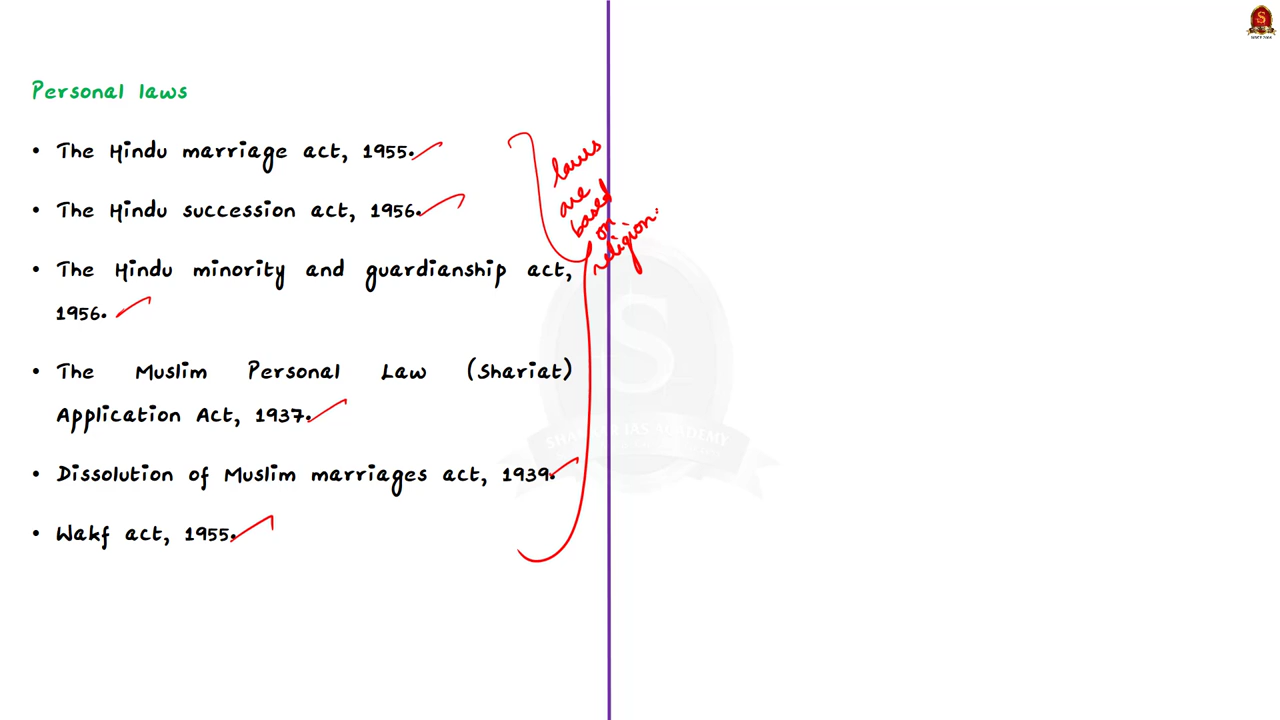 Personal laws
• The Hindu marriage act, 1955.
• The Hindu succession act, 1956.
• The Hindu minority and guardianship act,
1956.
• The Muslim Personal Law (Shariat)
Application Act, 1937.
• Dissolution of Muslim marriages act, 1939.
• Wakf act, 1955.
laws
are
based
on
religion.
S
S
IAS ACADEMY